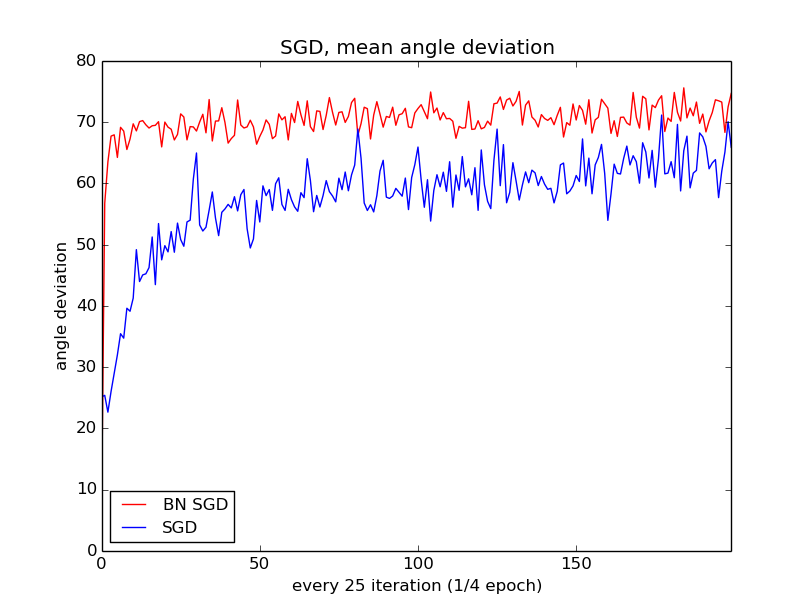 SGD, mean angle deviation
80
70
60
50
40
30
20
10
0
angle deviation
BN SGD
SGD
0 50 100 150
every 25 iteration (1/4 epoch)